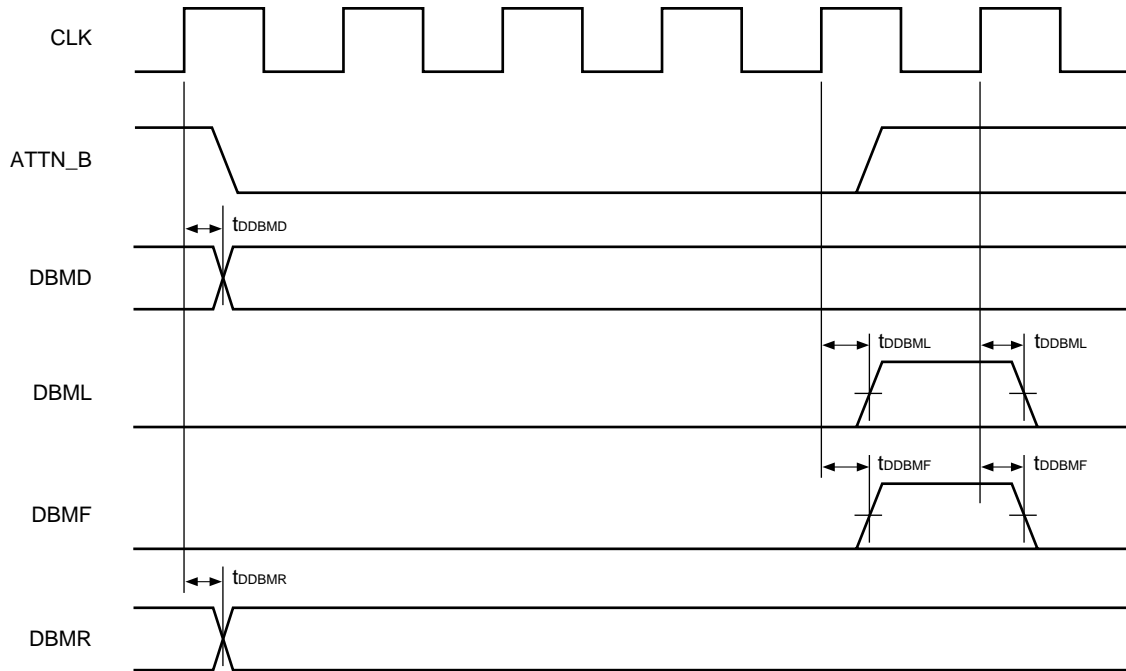 CLK
ATTN_B
tDDBMD
DBMD
tDDBML tDDBML
DBML
tDDBMF tDDBMF
DBMF
tDDBMR
DBMR